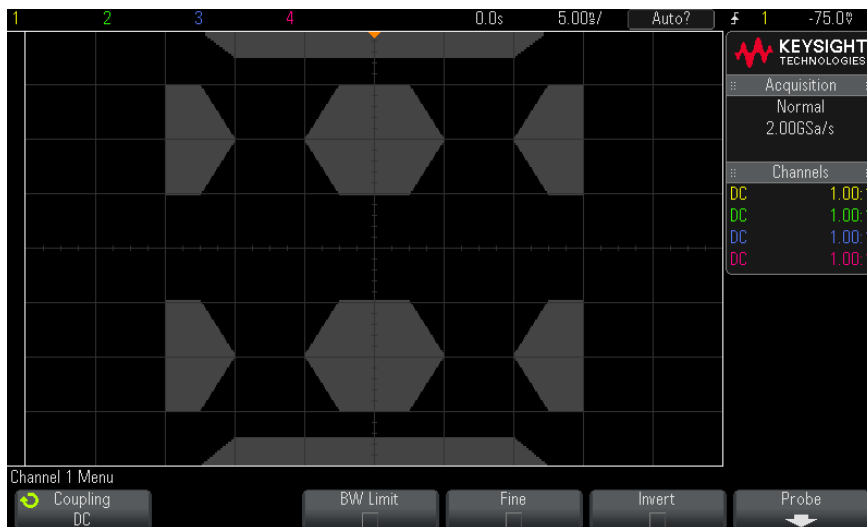 1 2 3 4 0.0s 5.00ns/ Auto? 1 -75.0V
KEYSIGHT
TECHNOLOGIES
Acquisition
Normal
2.00GSa/s
Channels
DC 1.00:
DC 1.00:
DC 1.00:
DC 1.00:
Channel 1 Menu
Coupling BW Limit Fine Invert Probe
DC